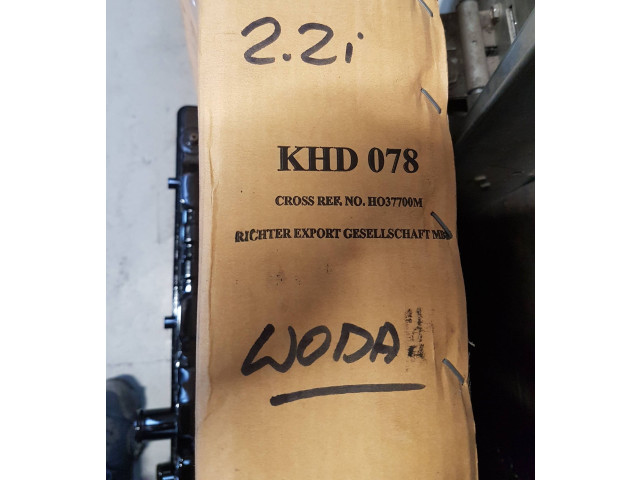 2.2i
KHD 078
CROSS REF. NO. HO37700M
RICHTER EXPORT GESELLSCHAFT
WODA